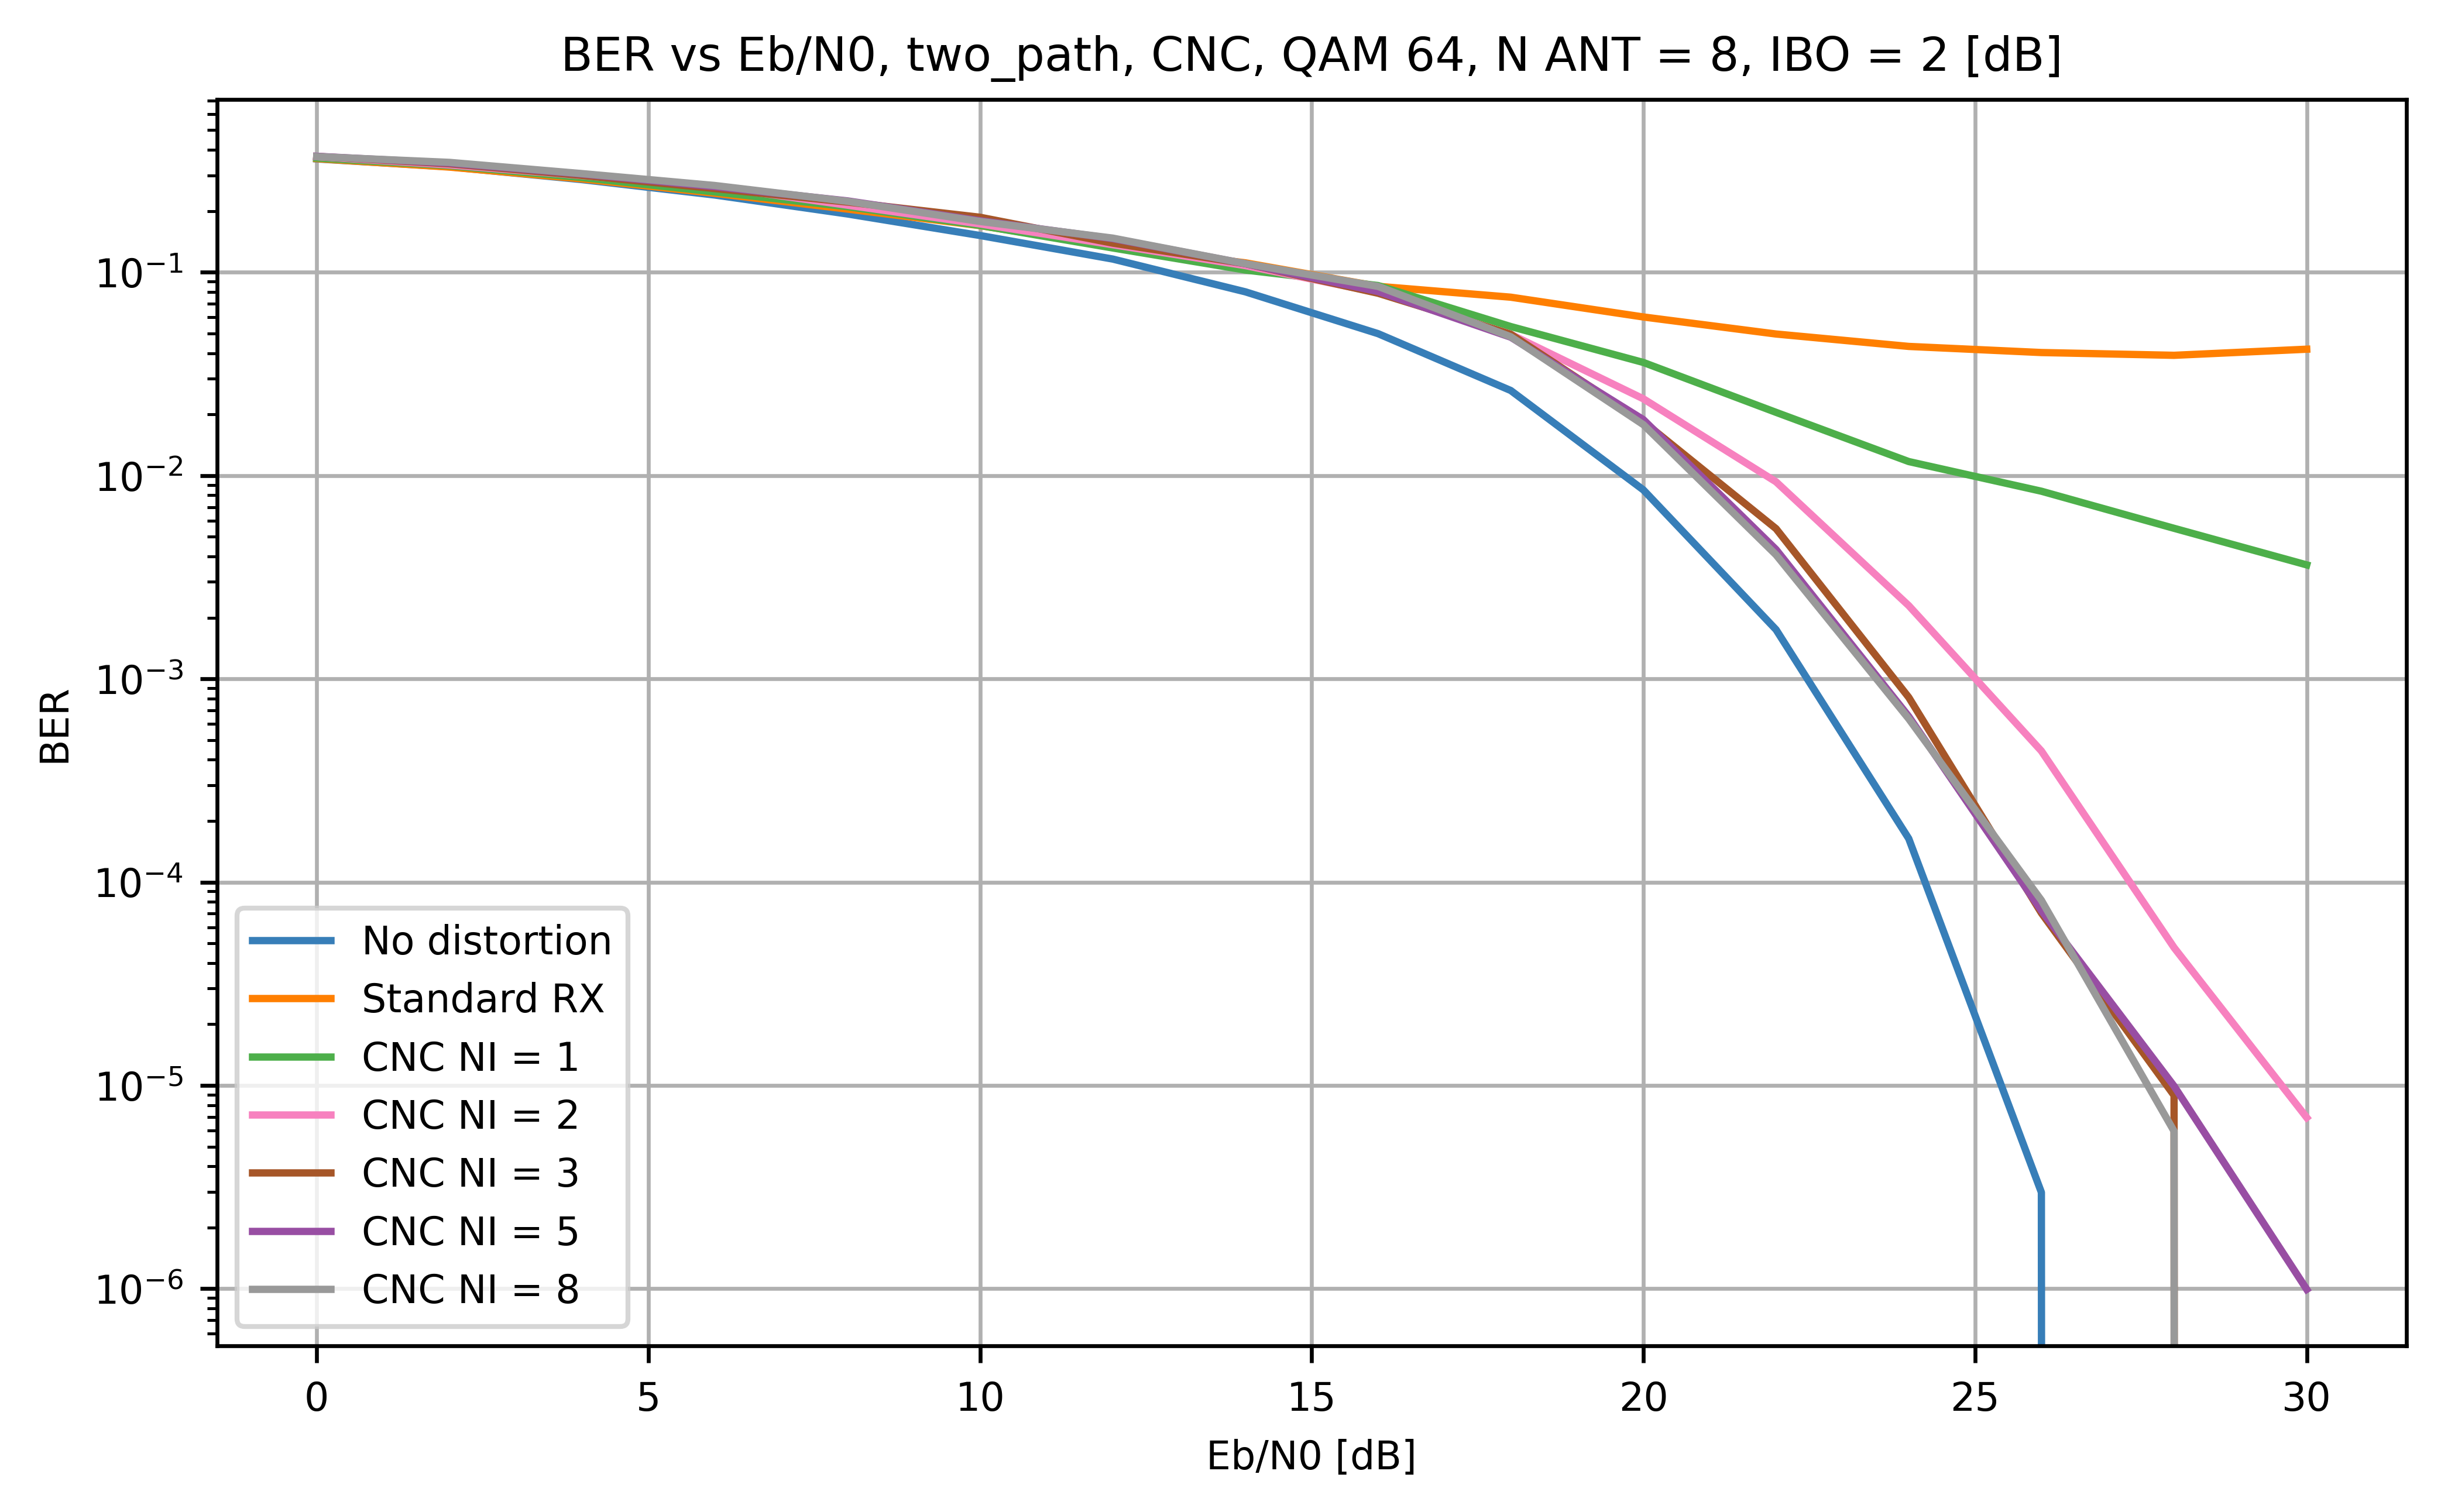 BER vs Eb/N0, two_path, CNC, QAM 64, N ANT = 8, IBO = 2 [dB]
BER
10⁻¹
10⁻²
10⁻³
10⁻⁴
10⁻⁵
10⁻⁶
No distortion
Standard RX
CNC NI = 1
CNC NI = 2
CNC NI = 3
CNC NI = 5
CNC NI = 8
0 5 10 15 20 25 30
Eb/N0 [dB]